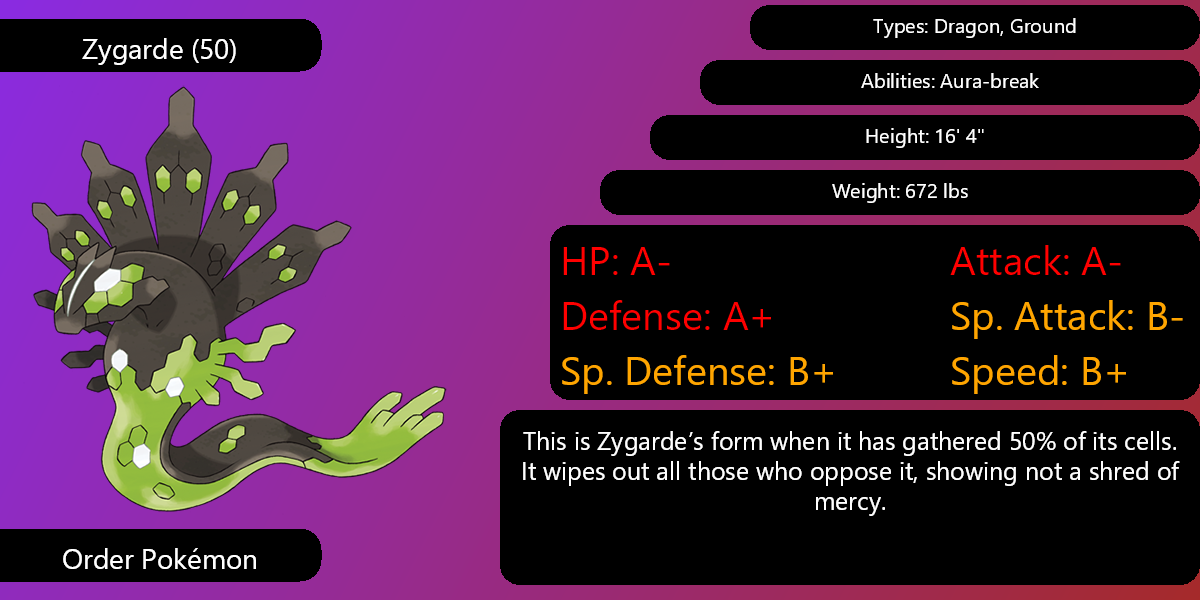 Zygarde (50)
Types: Dragon, Ground
Abilities: Aura-break
Height: 16' 4"
Weight: 672 lbs
HP: A-
Attack: A-
Defense: A+
Sp. Attack: B-
Sp. Defense: B+
Speed: B+
This is Zygarde’s form when it has gathered 50% of its cells.
It wipes out all those who oppose it, showing not a shred of
mercy.
Order Pokémon